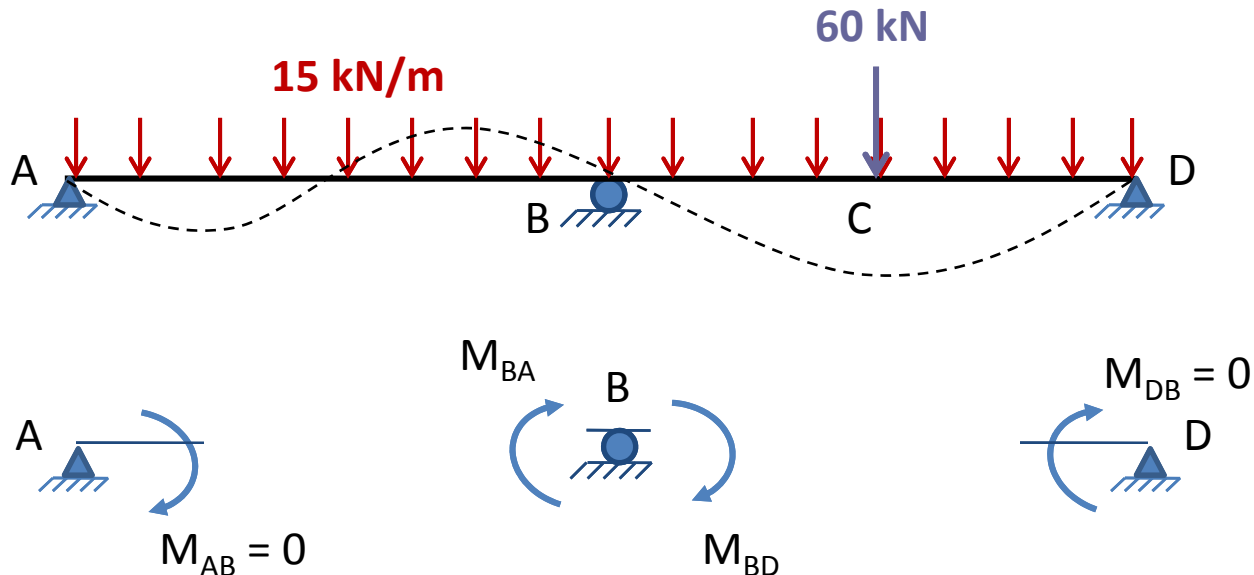 60 kN
15 kN/m
A
D
B
C
M_BA
B
M_DB = 0
A
D
M_AB = 0
M_BD